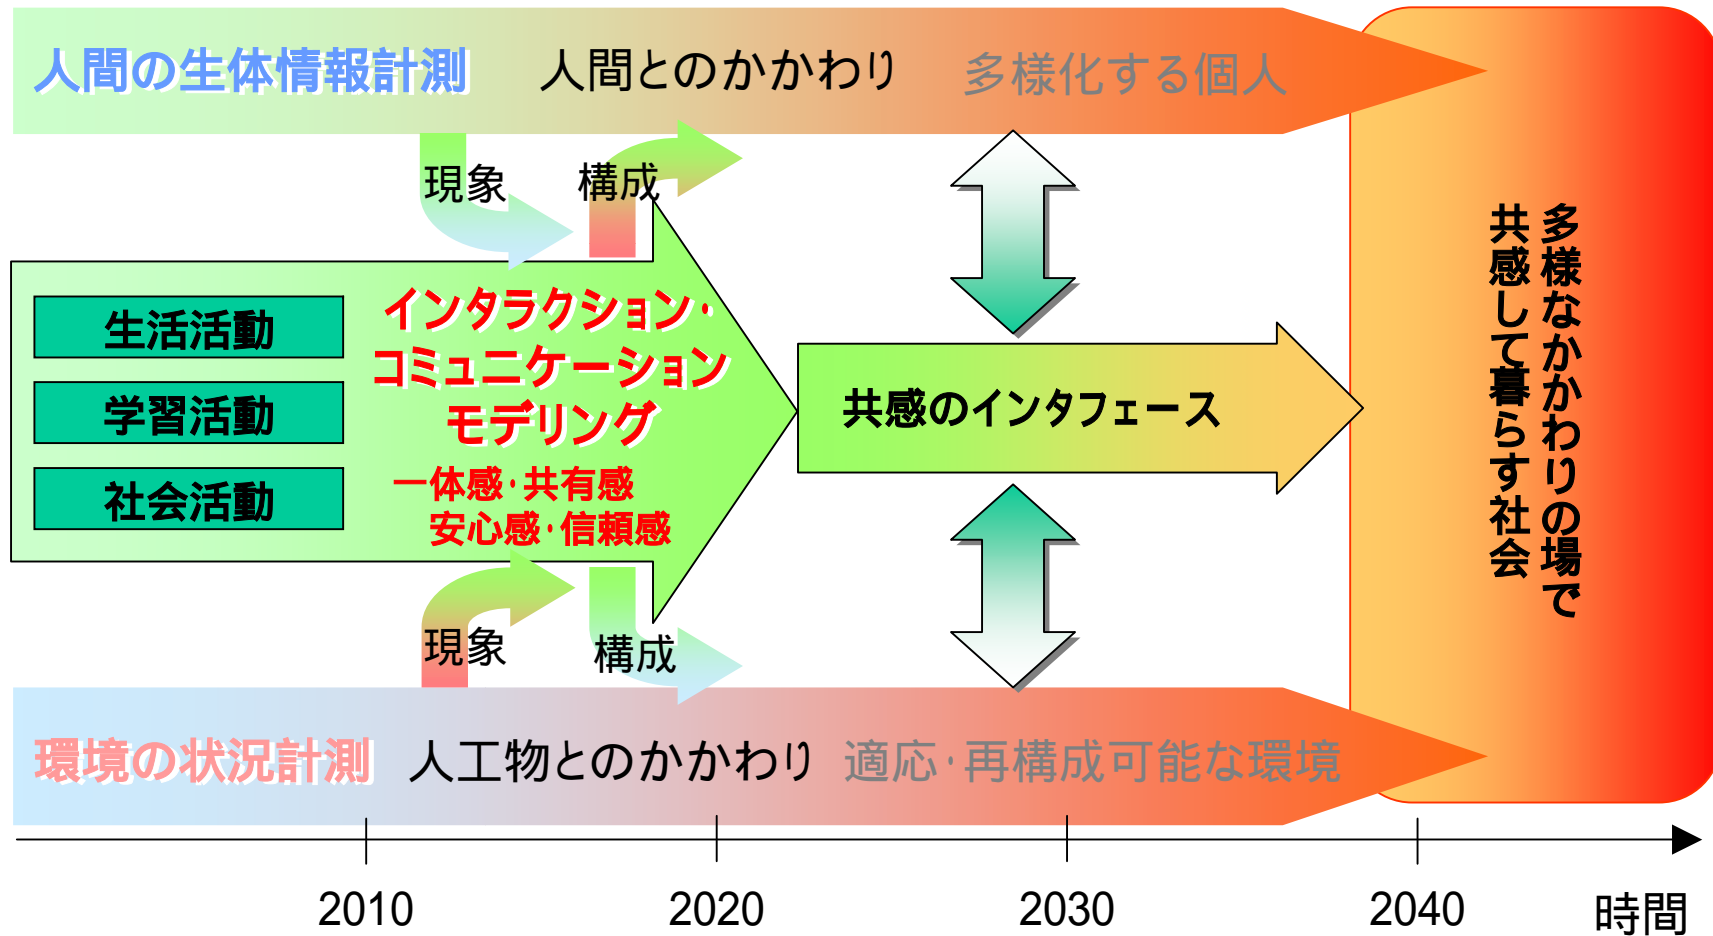 人間の生体情報計測 人間とのかかわり 多様化する個人
現象 構成
生活活動
学習活動
社会活動
インタラクション・
コミュニケーション
モデリング
一体感・共有感
安心感・信頼感
共感のインタフェース
多様なかかわりの場で
共感して暮らす社会
現象 構成
環境の状況計測 人工物とのかかわり 適応・再構成可能な環境
2010 2020 2030 2040 時間